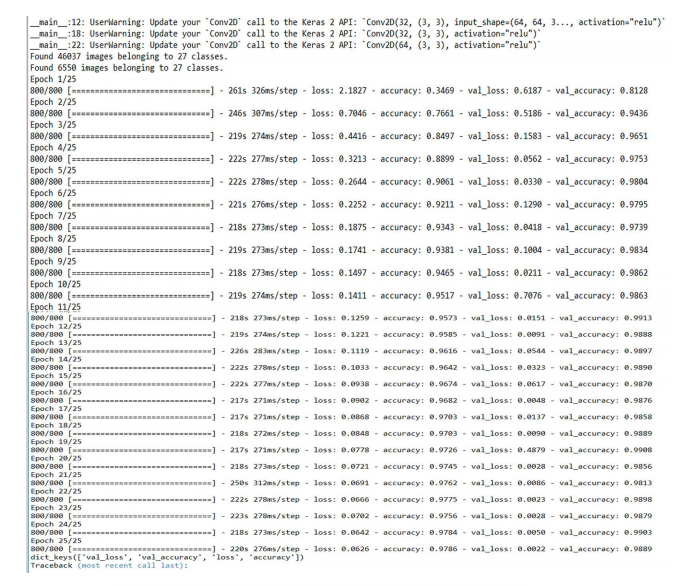 __main__:12: UserWarning: Update your `Conv2D` call to the Keras 2 API: `Conv2D(32, (3, 3), input_shape=(64, 64, 3..., activation="relu")`
__main__:18: UserWarning: Update your `Conv2D` call to the Keras 2 API: `Conv2D(32, (3, 3), activation="relu")`
__main__:22: UserWarning: Update your `Conv2D` call to the Keras 2 API: `Conv2D(64, (3, 3), activation="relu")`
Found 46037 images belonging to 27 classes.
Found 6550 images belonging to 27 classes.
Epoch 1/25
800/800 [==============================] - 261s 326ms/step - loss: 2.1827 - accuracy: 0.3469 - val_loss: 0.6187 - val_accuracy: 0.8128
Epoch 2/25
800/800 [==============================] - 246s 307ms/step - loss: 0.7046 - accuracy: 0.7661 - val_loss: 0.5186 - val_accuracy: 0.9436
Epoch 3/25
800/800 [==============================] - 219s 274ms/step - loss: 0.4416 - accuracy: 0.8497 - val_loss: 0.1583 - val_accuracy: 0.9651
Epoch 4/25
800/800 [==============================] - 222s 277ms/step - loss: 0.3213 - accuracy: 0.8899 - val_loss: 0.0562 - val_accuracy: 0.9753
Epoch 5/25
800/800 [==============================] - 222s 278ms/step - loss: 0.2644 - accuracy: 0.9061 - val_loss: 0.0330 - val_accuracy: 0.9804
Epoch 6/25
800/800 [==============================] - 221s 276ms/step - loss: 0.2252 - accuracy: 0.9211 - val_loss: 0.1290 - val_accuracy: 0.9795
Epoch 7/25
800/800 [==============================] - 218s 273ms/step - loss: 0.1875 - accuracy: 0.9343 - val_loss: 0.0418 - val_accuracy: 0.9739
Epoch 8/25
800/800 [==============================] - 219s 273ms/step - loss: 0.1741 - accuracy: 0.9381 - val_loss: 0.1004 - val_accuracy: 0.9834
Epoch 9/25
800/800 [==============================] - 218s 273ms/step - loss: 0.1497 - accuracy: 0.9465 - val_loss: 0.0211 - val_accuracy: 0.9862
Epoch 10/25
800/800 [==============================] - 219s 274ms/step - loss: 0.1411 - accuracy: 0.9517 - val_loss: 0.7076 - val_accuracy: 0.9863
Epoch 11/25
800/800 [==============================] - 218s 273ms/step - loss: 0.1259 - accuracy: 0.9573 - val_loss: 0.0151 - val_accuracy: 0.9913
Epoch 12/25
800/800 [==============================] - 219s 274ms/step - loss: 0.1221 - accuracy: 0.9585 - val_loss: 0.0091 - val_accuracy: 0.9888
Epoch 13/25
800/800 [==============================] - 226s 283ms/step - loss: 0.1119 - accuracy: 0.9616 - val_loss: 0.0544 - val_accuracy: 0.9897
Epoch 14/25
800/800 [==============================] - 222s 278ms/step - loss: 0.1033 - accuracy: 0.9642 - val_loss: 0.0323 - val_accuracy: 0.9890
Epoch 15/25
800/800 [==============================] - 222s 277ms/step - loss: 0.0938 - accuracy: 0.9674 - val_loss: 0.0617 - val_accuracy: 0.9870
Epoch 16/25
800/800 [==============================] - 217s 271ms/step - loss: 0.0902 - accuracy: 0.9682 - val_loss: 0.0048 - val_accuracy: 0.9876
Epoch 17/25
800/800 [==============================] - 217s 271ms/step - loss: 0.0868 - accuracy: 0.9703 - val_loss: 0.0137 - val_accuracy: 0.9858
Epoch 18/25
800/800 [==============================] - 218s 272ms/step - loss: 0.0848 - accuracy: 0.9703 - val_loss: 0.0090 - val_accuracy: 0.9889
Epoch 19/25
800/800 [==============================] - 217s 271ms/step - loss: 0.0778 - accuracy: 0.9726 - val_loss: 0.4879 - val_accuracy: 0.9908
Epoch 20/25
800/800 [==============================] - 218s 273ms/step - loss: 0.0721 - accuracy: 0.9745 - val_loss: 0.0028 - val_accuracy: 0.9856
Epoch 21/25
800/800 [==============================] - 250s 312ms/step - loss: 0.0691 - accuracy: 0.9762 - val_loss: 0.0086 - val_accuracy: 0.9813
Epoch 22/25
800/800 [==============================] - 222s 278ms/step - loss: 0.0666 - accuracy: 0.9775 - val_loss: 0.0023 - val_accuracy: 0.9898
Epoch 23/25
800/800 [==============================] - 223s 278ms/step - loss: 0.0702 - accuracy: 0.9756 - val_loss: 0.0028 - val_accuracy: 0.9879
Epoch 24/25
800/800 [==============================] - 218s 273ms/step - loss: 0.0642 - accuracy: 0.9784 - val_loss: 0.0050 - val_accuracy: 0.9903
Epoch 25/25
800/800 [==============================] - 220s 276ms/step - loss: 0.0626 - accuracy: 0.9786 - val_loss: 0.0022 - val_accuracy: 0.9889
dict_keys(['val_loss', 'val_accuracy', 'loss', 'accuracy'])
Traceback (most recent call last):